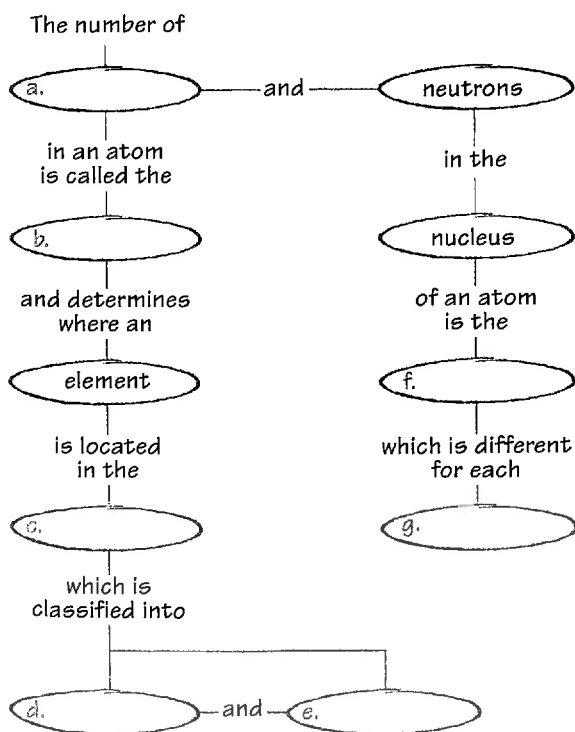 The number of
a.
and
neutrons
in an atom
is called the
in the
b.
nucleus
and determines
where an
of an atom
is the
element
f.
is located
in the
which is different
for each
c.
g.
which is
classified into
d.
and
e.